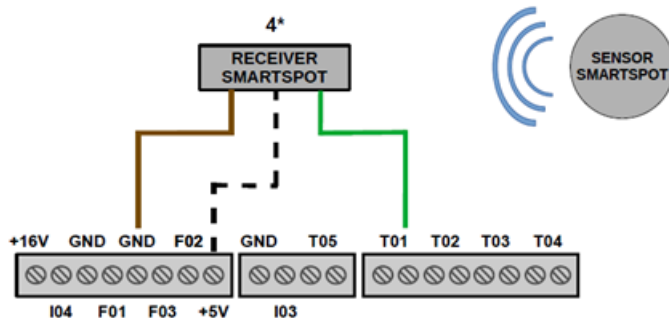 4*
RECEIVER
SMARTSPOT
SENSOR
SMARTSPOT
+16V GND GND F02 GND T05 T01 T02 T03 T04
I04 F01 F03 +5V I03